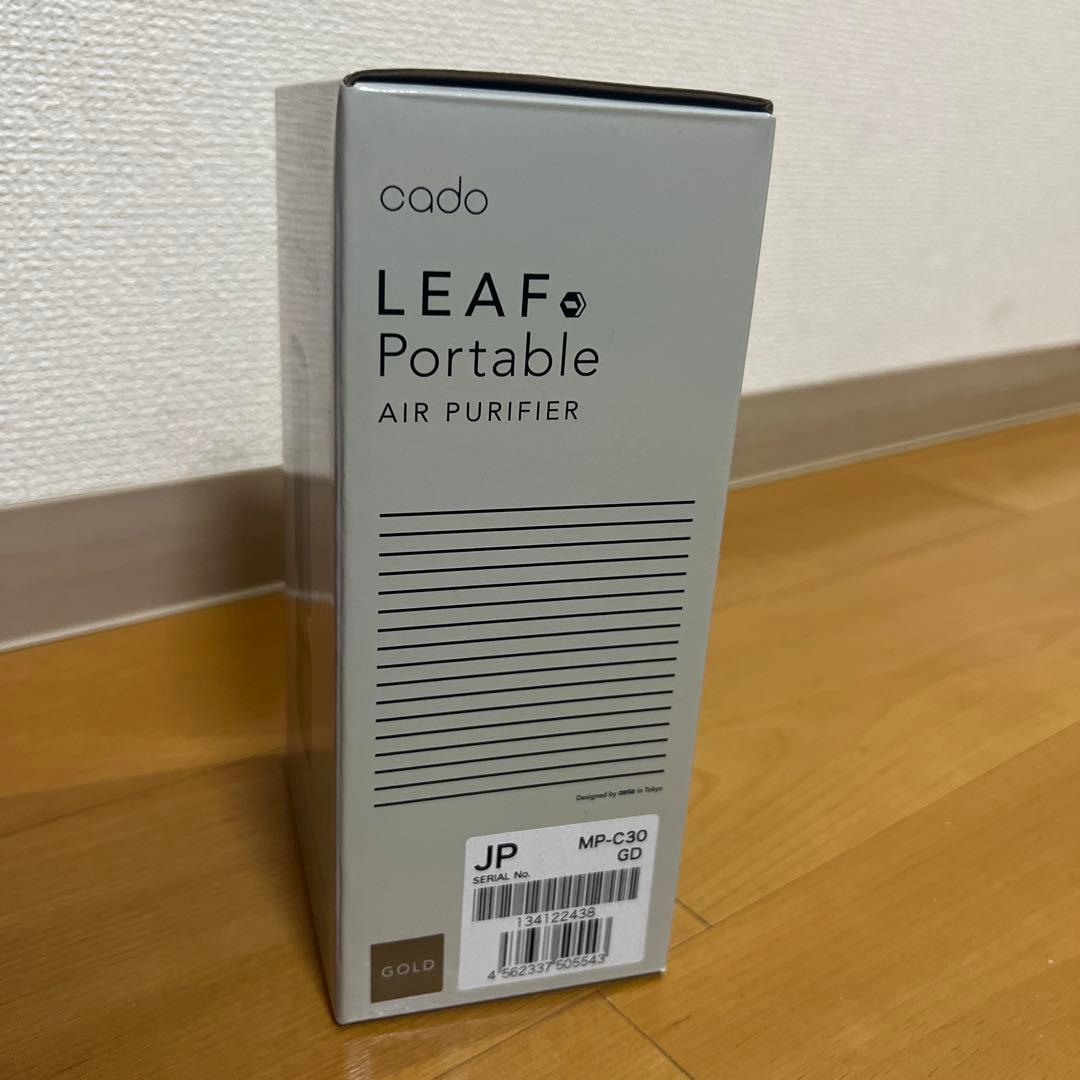 cado
LEAF
Portable
AIR PURIFIER
Designed by cado in Tokyo
JP MP-C30
GD
SERIAL No.
134122438
4 562337 505543
GOLD